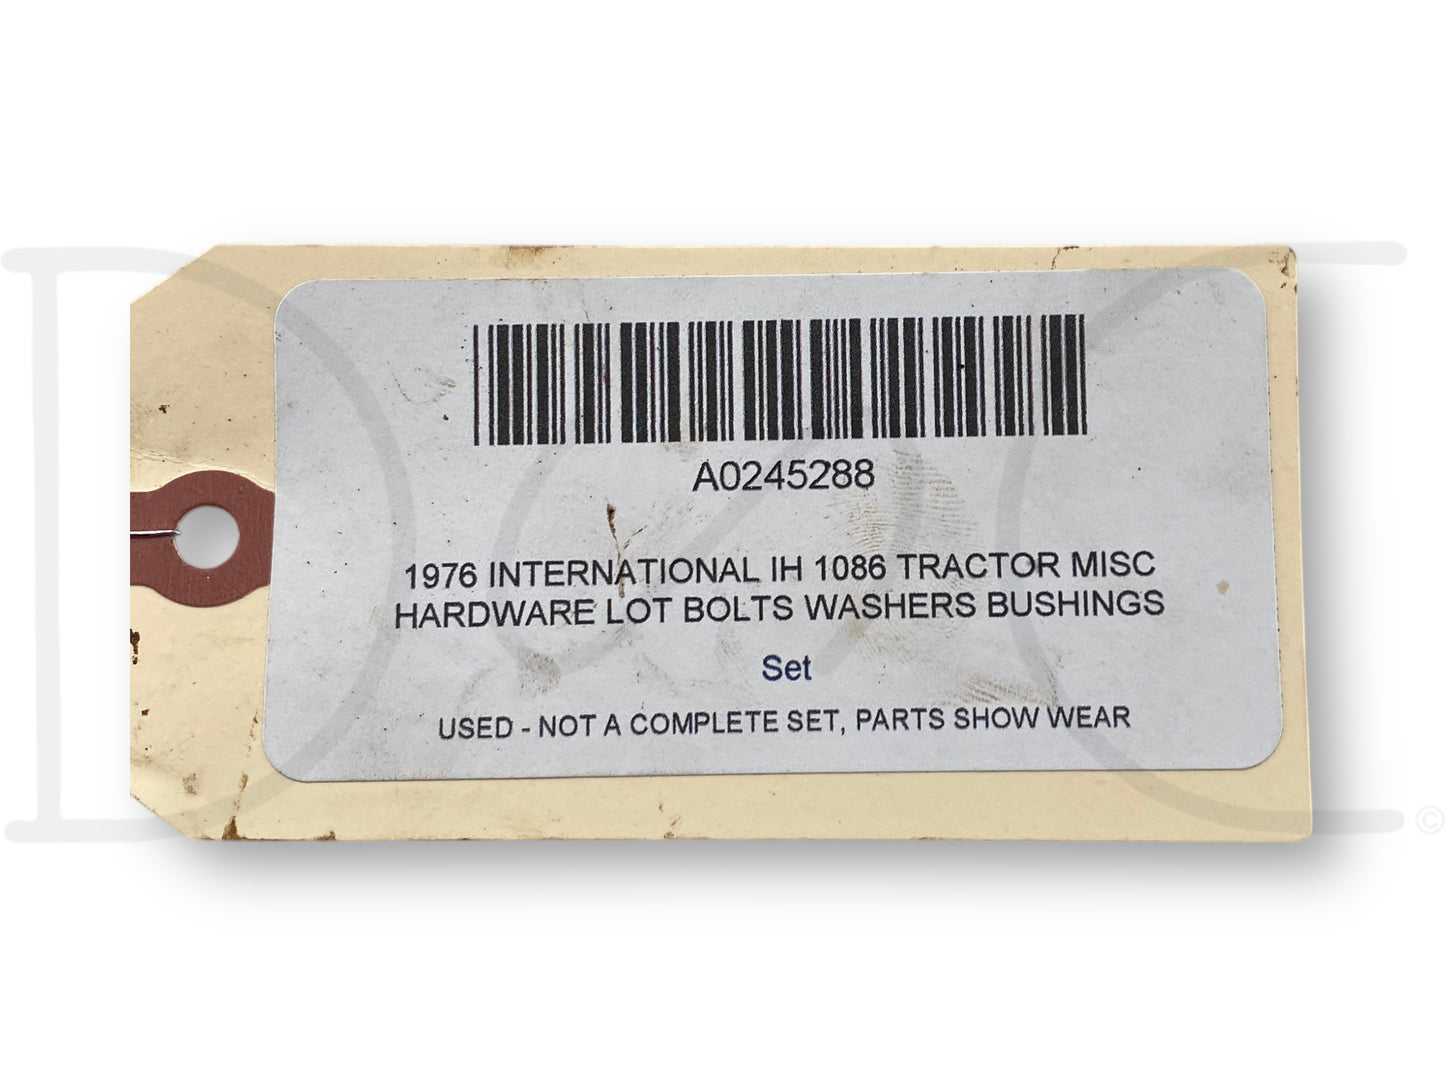 A0245288
1976 INTERNATIONAL IH 1086 TRACTOR MISC
HARDWARE LOT BOLTS WASHERS BUSHINGS
Set
USED - NOT A COMPLETE SET, PARTS SHOW WEAR
©